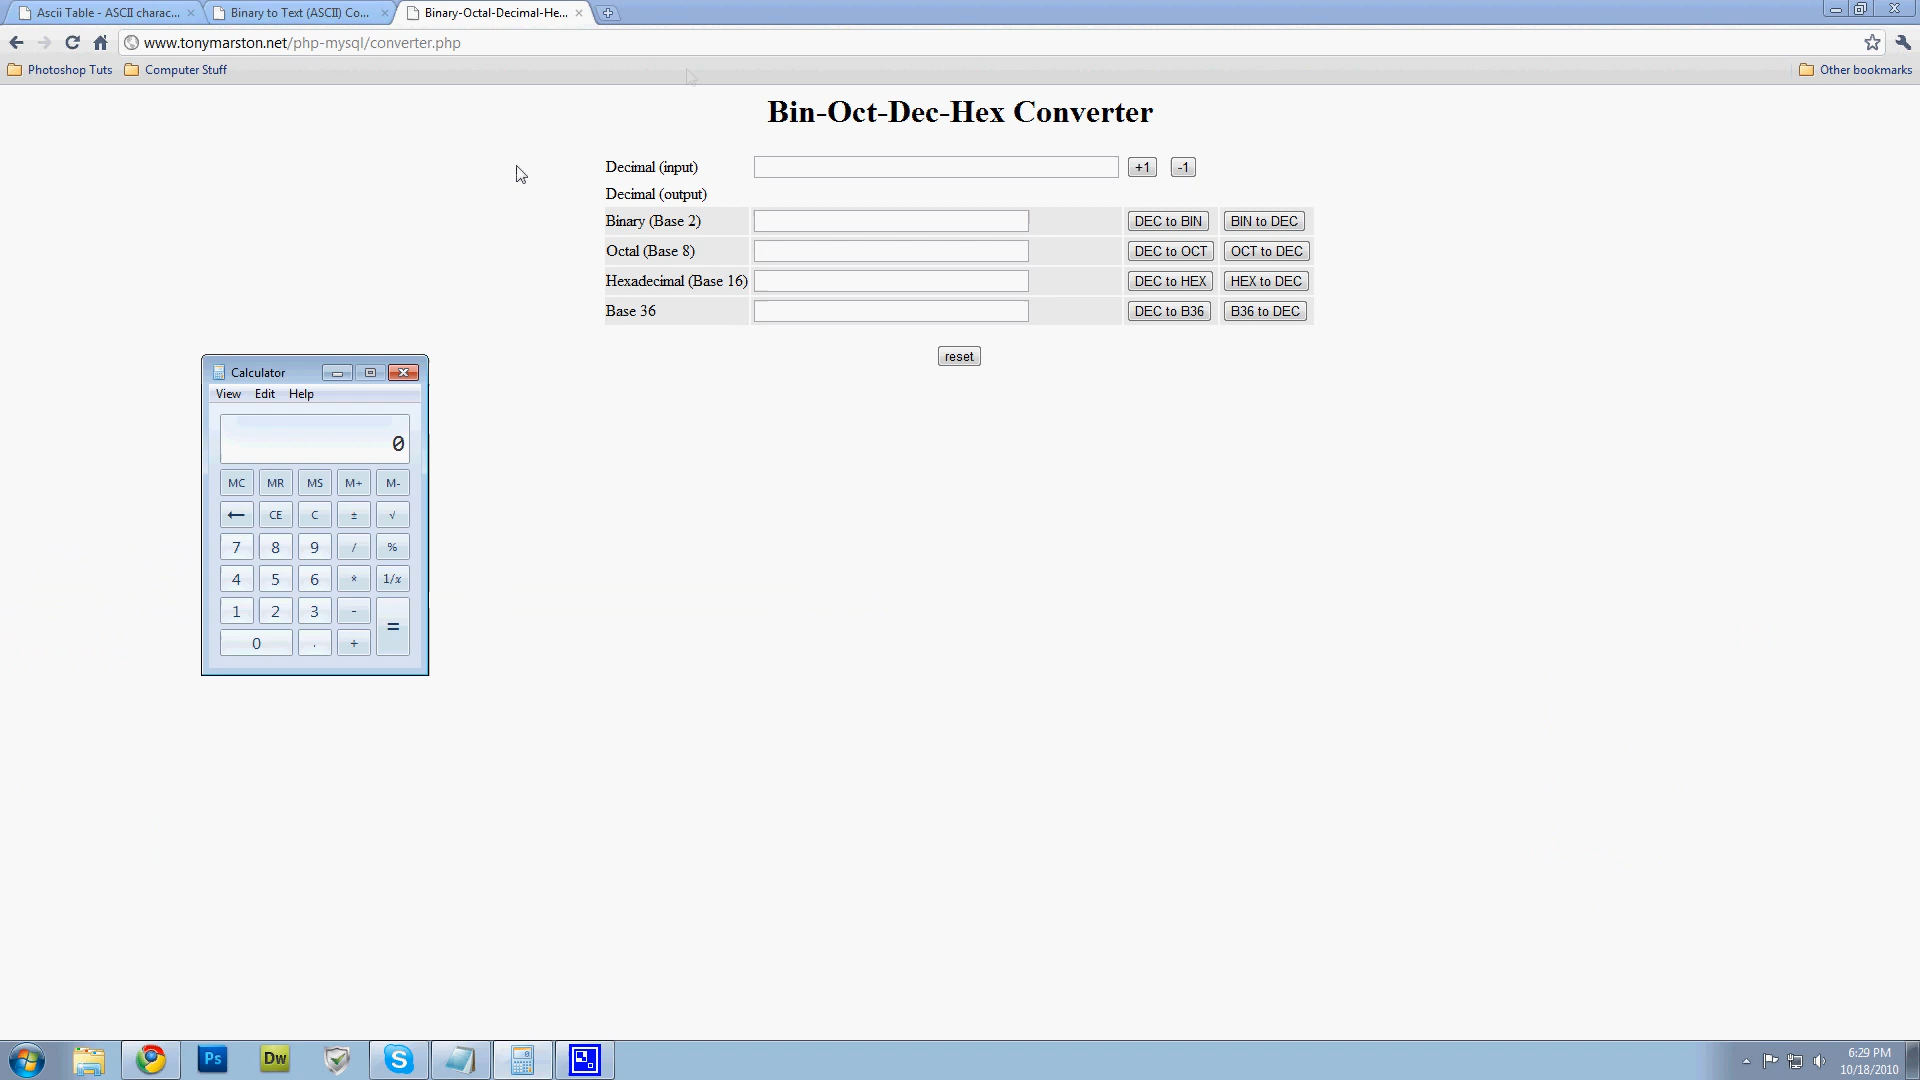 Ascii Table - ASCII charac...
Binary to Text (ASCII) Co...
Binary-Octal-Decimal-He...
www.tonymarston.net/php-mysql/converter.php
Photoshop Tuts
Computer Stuff
Other bookmarks
Bin-Oct-Dec-Hex Converter
Decimal (input)
+1
-1
Decimal (output)
Binary (Base 2)
DEC to BIN
BIN to DEC
Octal (Base 8)
DEC to OCT
OCT to DEC
Hexadecimal (Base 16)
DEC to HEX
HEX to DEC
Base 36
DEC to B36
B36 to DEC
reset
Calculator
View Edit Help
0
MC MR MS M+ M-
← CE C ± √
7 8 9 / %
4 5 6 * 1/x
1 2 3 - =
0 . +
Ps
Dw
S
6:29 PM
10/18/2010